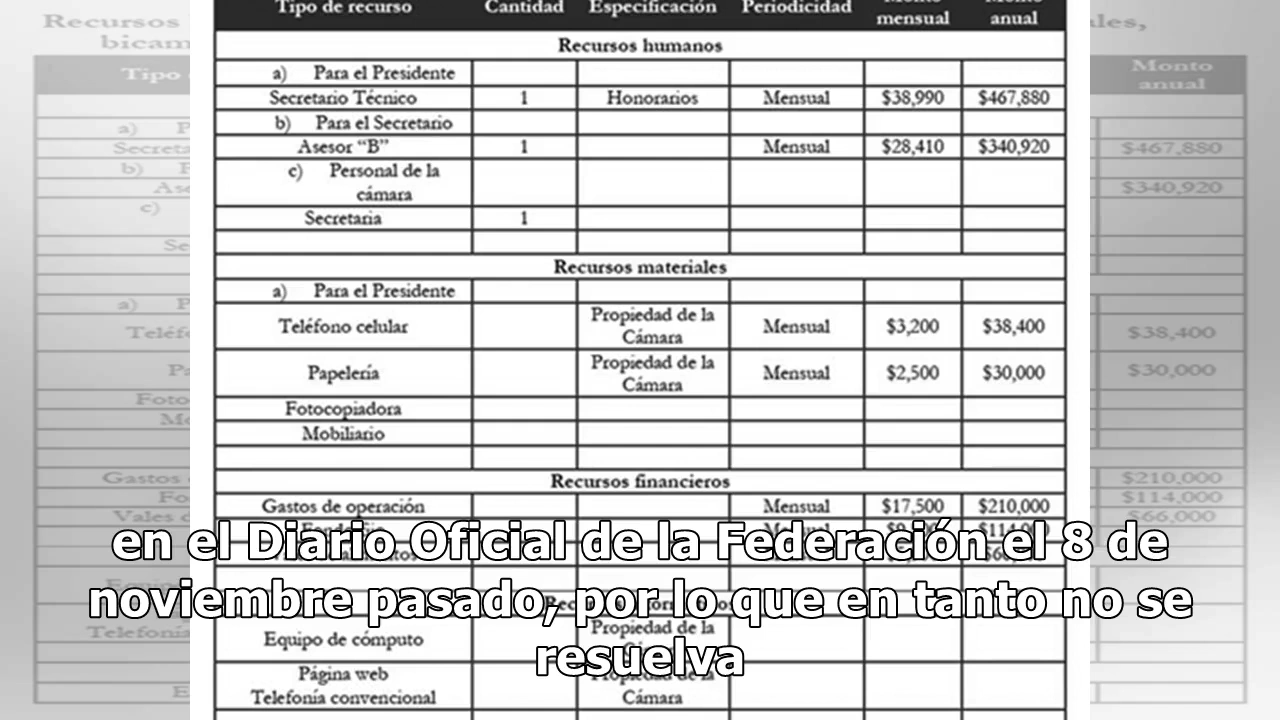 Tipo de recurso Cantidad Especificación Periodicidad Monto mensual anual
Recursos humanos
a) Para el Presidente
Secretario Técnico 1 Honorarios Mensual $38,990 $467,880
b) Para el Secretario
Asesor “B” 1 Mensual $28,410 $340,920
c) Personal de la cámara
Secretaria 1
Recursos materiales
a) Para el Presidente
Teléfono celular Propiedad de la Cámara Mensual $3,200 $38,400
Papelería Propiedad de la Cámara Mensual $2,500 $30,000
Fotocopiadora
Mobiliario
Recursos financieros
Gastos de operación Mensual $17,500 $210,000
en el Diario Oficial de la Federación el 8 de
noviembre pasado, por lo que en tanto no se
resuelva
Equipo de cómputo Propiedad de la
Página web
Telefonía convencional Cámara